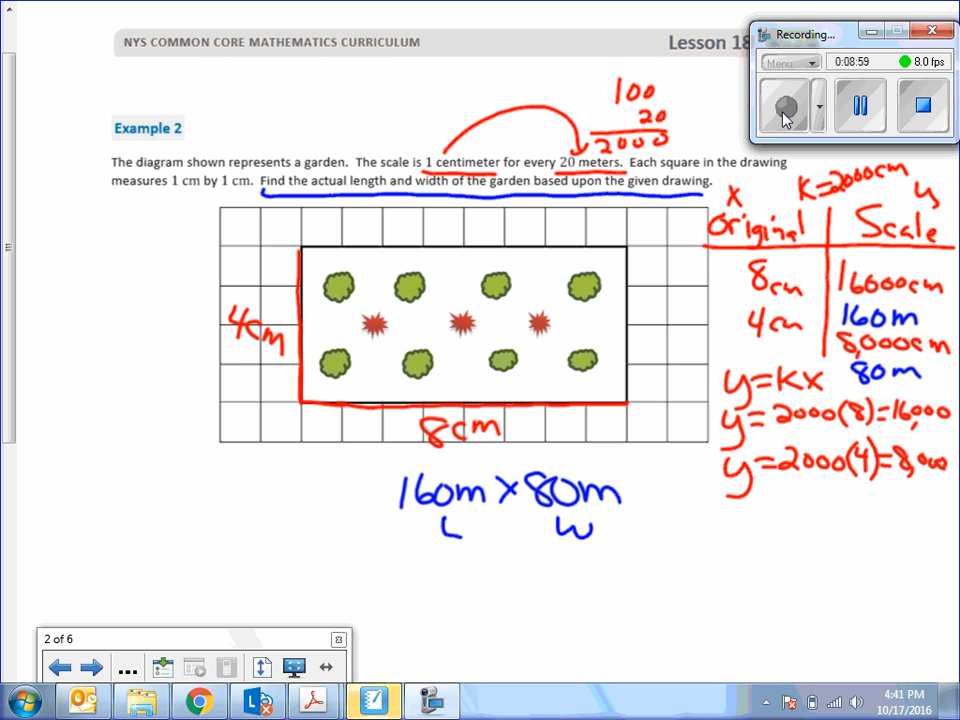 NYS COMMON CORE MATHEMATICS CURRICULUM
Lesson 18
Recording...
Menu
0:08:59
8.0 fps
100
20
2000
Example 2
The diagram shown represents a garden. The scale is 1 centimeter for every 20 meters. Each square in the drawing
measures 1 cm by 1 cm. Find the actual length and width of the garden based upon the given drawing.
K=2000cm
x y
Original Scale
8cm 16000cm
4cm 160m
8,000cm
80m
4cm
8cm
y=Kx
y=2000(8)=16,000
y=2000(4)=8,000
160m x 80m
L W
2 of 6
4:41 PM
10/17/2016